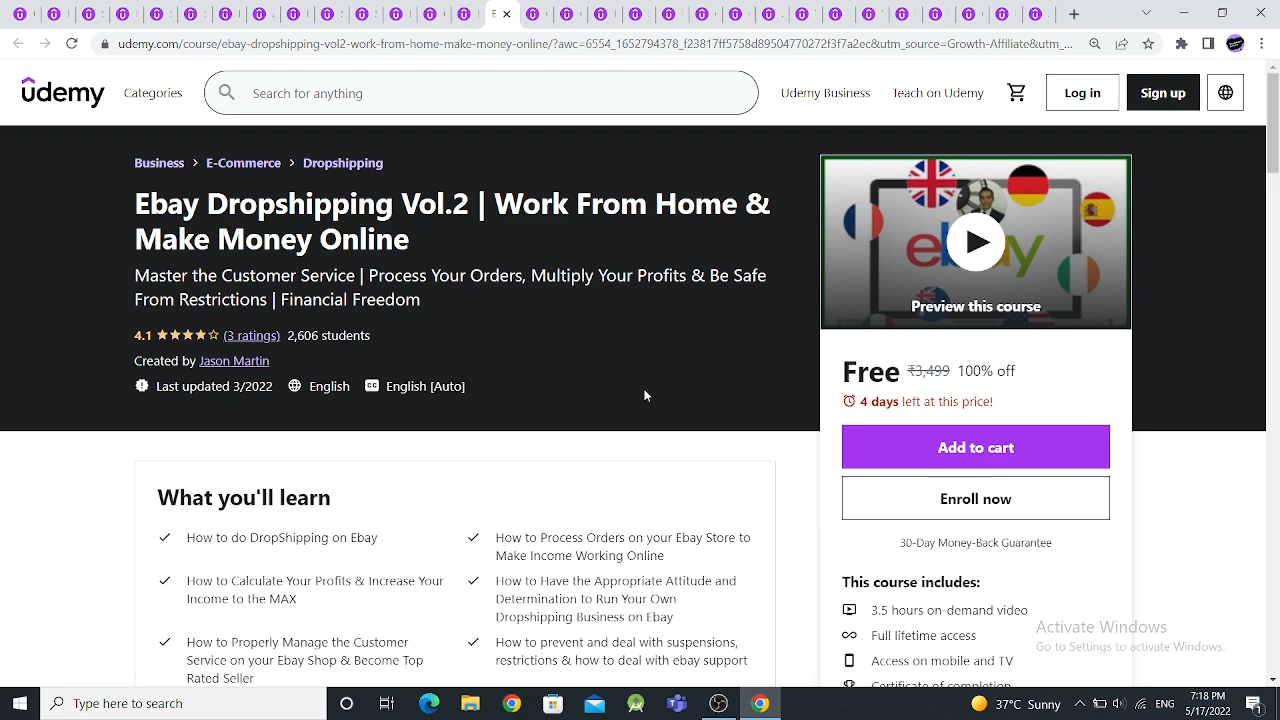 E
udemy.com/course/ebay-dropshipping-vol2-work-from-home-make-money-online/?awc=6554_1652794378_f23817ff5758d89504770272f3f7a2ec&utm_source=Growth-Affiliate&utm_...
udemy
Categories
Search for anything
Udemy Business
Teach on Udemy
Log in
Sign up
Business > E-Commerce > Dropshipping
Ebay Dropshipping Vol.2 | Work From Home &
Make Money Online
Master the Customer Service | Process Your Orders, Multiply Your Profits & Be Safe
From Restrictions | Financial Freedom
4.1 (3 ratings) 2,606 students
Created by Jason Martin
Last updated 3/2022 English CC English [Auto]
ebay
Preview this course
Free ₹3,499 100% off
4 days left at this price!
Add to cart
Enroll now
30-Day Money-Back Guarantee
This course includes:
3.5 hours on-demand video
Full lifetime access
Access on mobile and TV
Certificate of completion
What you'll learn
How to do DropShipping on Ebay
How to Process Orders on your Ebay Store to
Make Income Working Online
How to Calculate Your Profits & Increase Your
Income to the MAX
How to Have the Appropriate Attitude and
Determination to Run Your Own
Dropshipping Business on Ebay
How to Properly Manage the Customer
Service on your Ebay Shop & Become Top
Rated Seller
How to prevent and deal with suspensions,
restrictions & how to deal with ebay support
Activate Windows
Go to Settings to activate Windows.
Type here to search
37°C Sunny
ENG
7:18 PM
5/17/2022